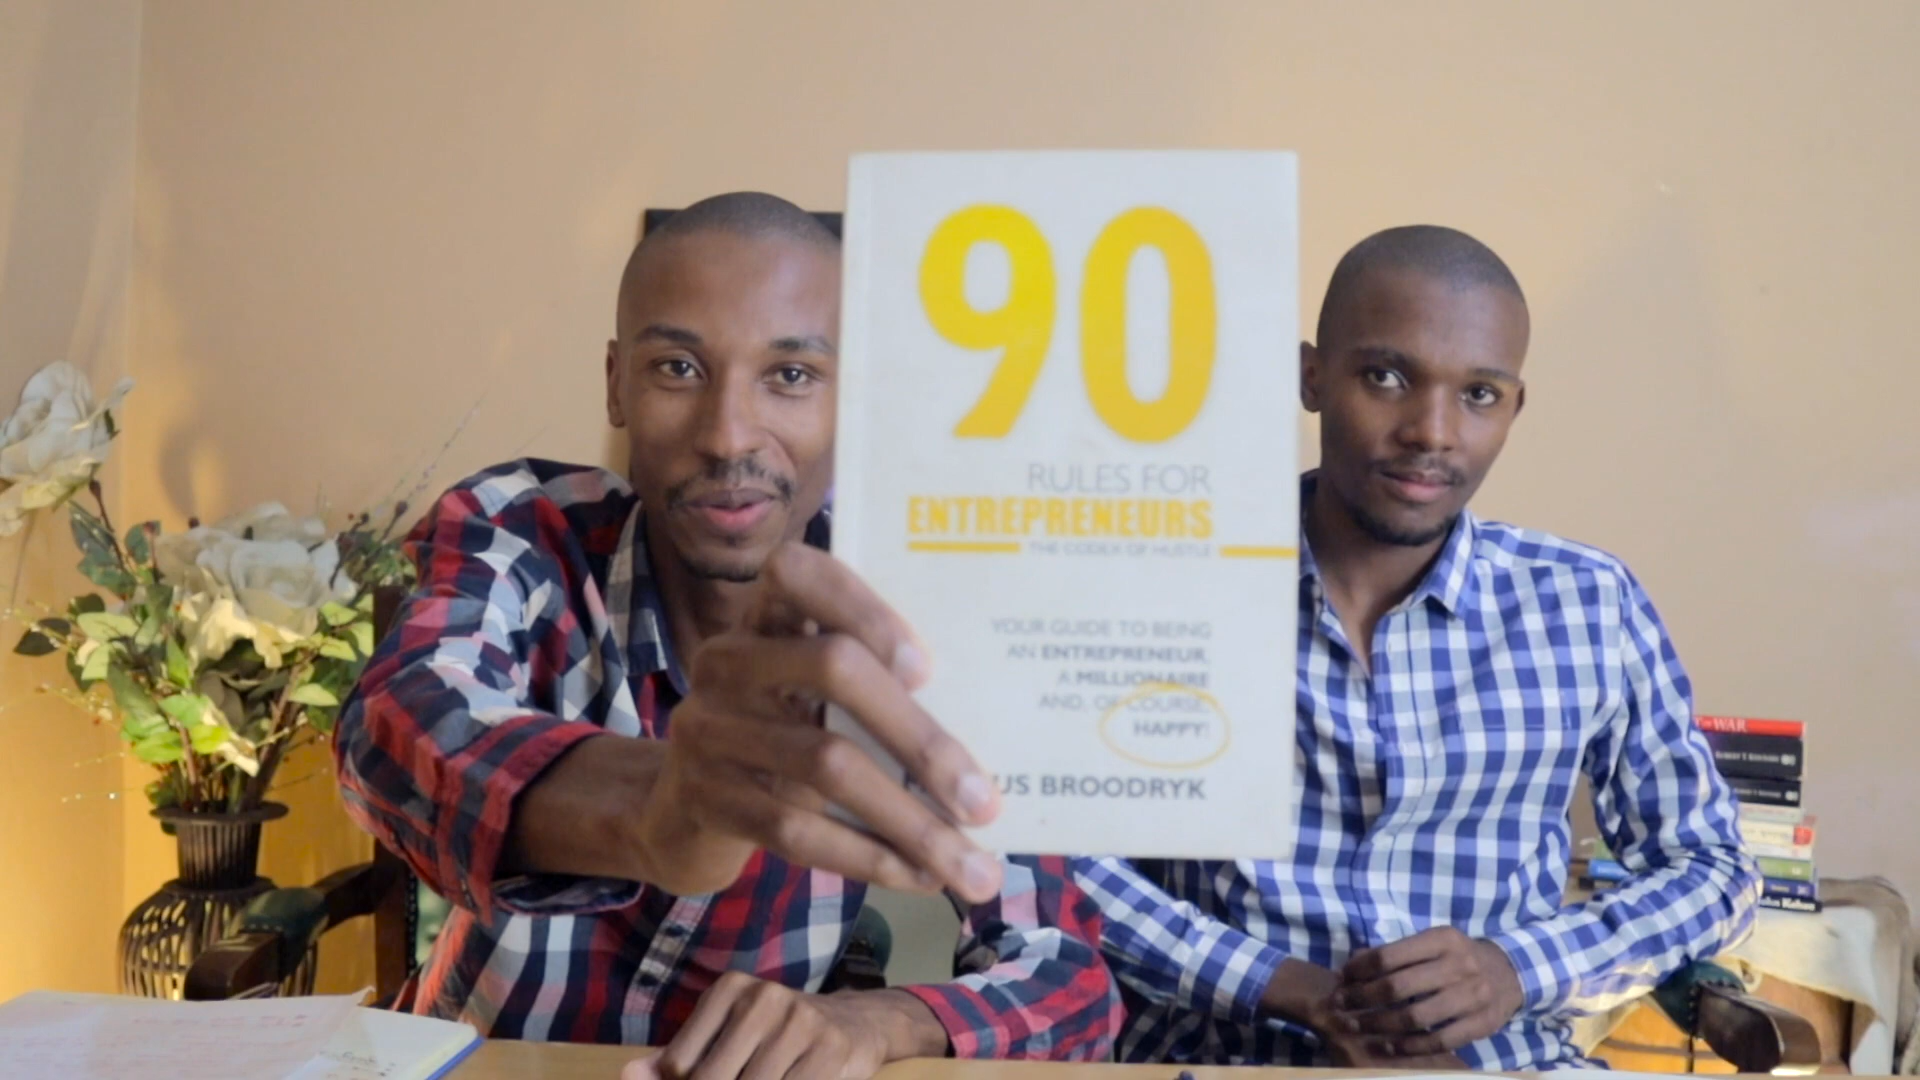 90
RULES FOR
ENTREPRENEURS
THE CODEX OF HUSTLE
YOUR GUIDE TO BEING
AN ENTREPRENEUR,
A MILLIONAIRE
AND, OF COURSE,
HAPPY!
US BROODRYK
WAR